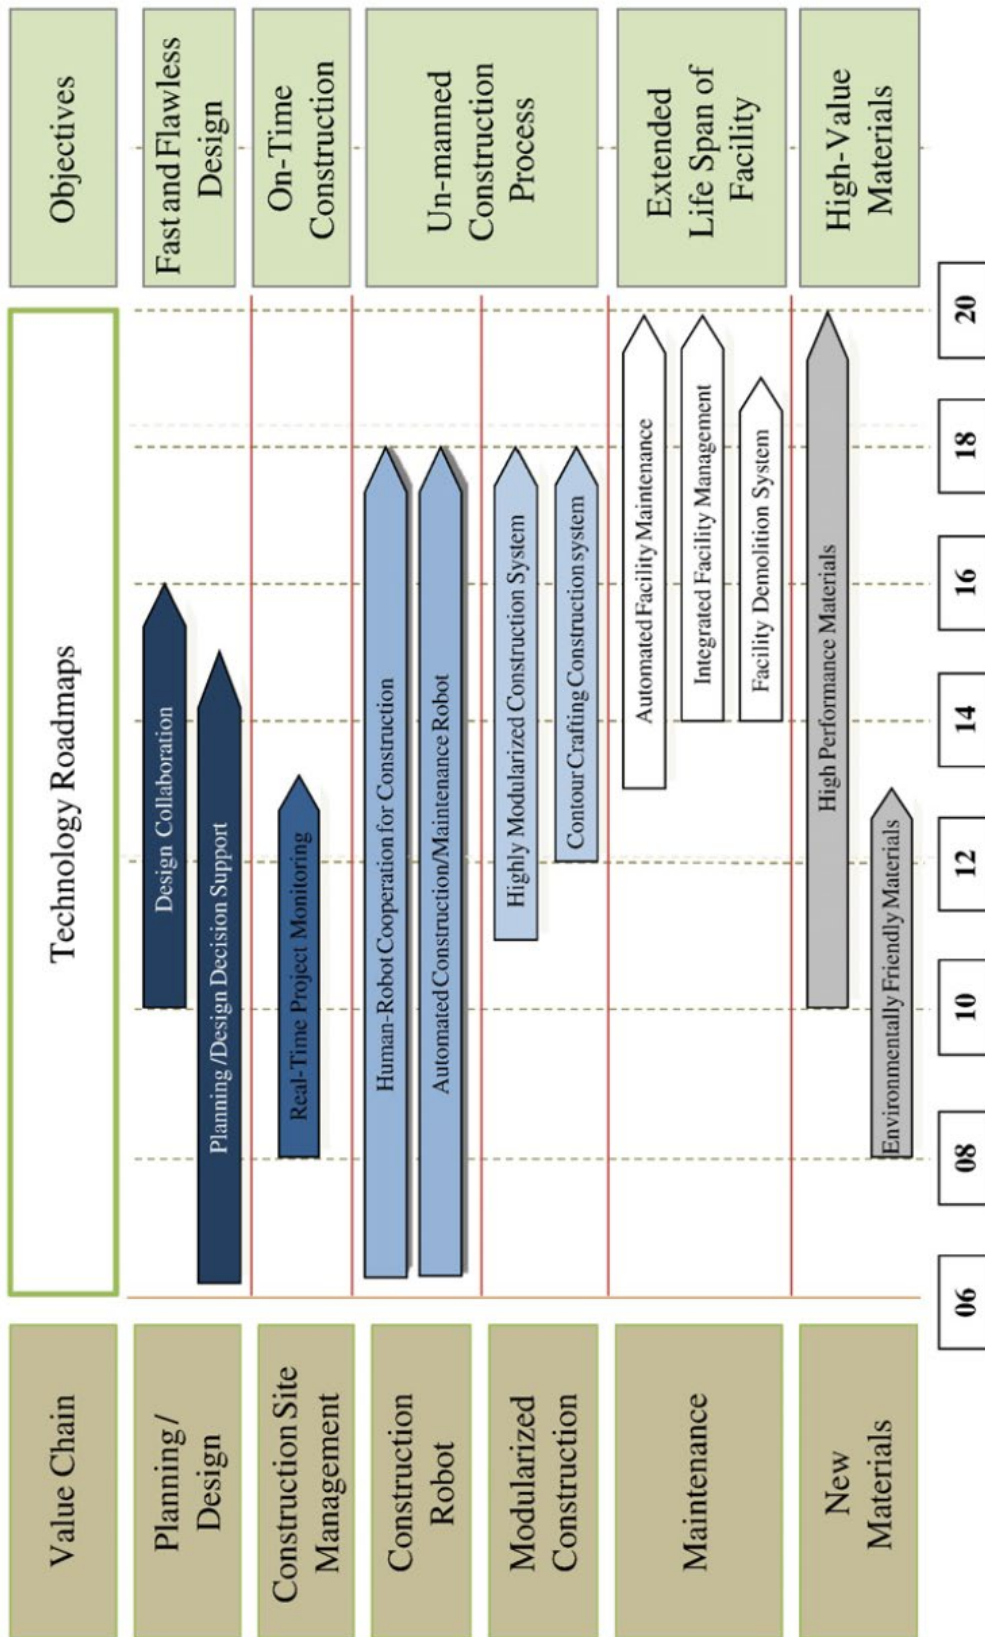 Value Chain
Technology Roadmaps
Objectives
Planning /
Design
Design Collaboration
Planning /Design Decision Support
Fast and Flawless
Design
Construction Site
Management
Real-Time Project Monitoring
On-Time
Construction
Construction
Robot
Human-Robot Cooperation for Construction
Automated Construction/Maintenance Robot
Un-manned
Construction
Process
Modularized
Construction
Highly Modularized Construction System
Contour Crafting Construction system
Maintenance
Automated Facility Maintenance
Integrated Facility Management
Facility Demolition System
Extended
Life Span of
Facility
New
Materials
High Performance Materials
Environmentally Friendly Materials
High-Value
Materials
06
08
10
12
14
16
18
20